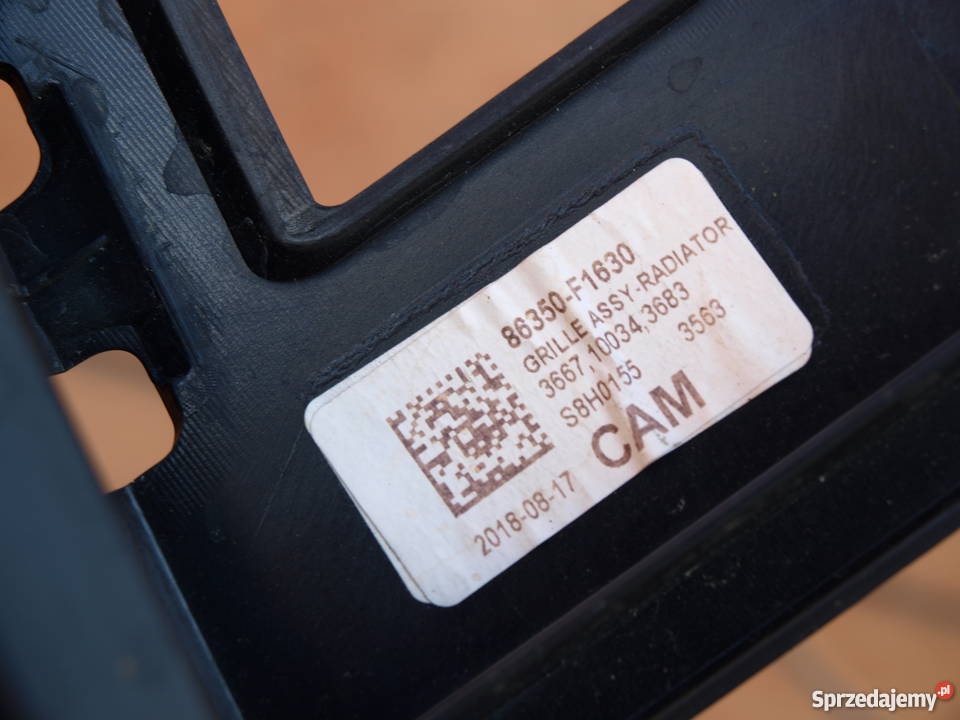 86350-F1630
GRILLE ASSY-RADIATOR
3667,10034,3683
S8H0155 3563
CAM
2018-08-17
Sprzedajemy.pl